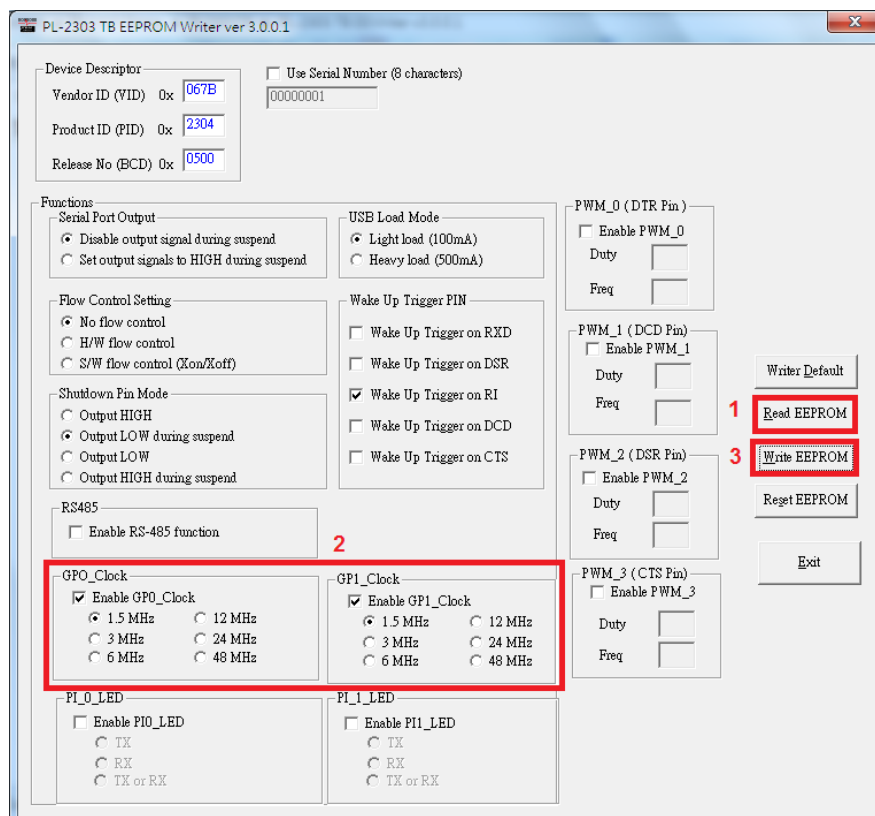 PL-2303 TB EEPROM Writer ver 3.0.0.1
x
Device Descriptor
Vendor ID (VID) 0x 067B
Product ID (PID) 0x 2304
Release No (BCD) 0x 0500
Use Serial Number (8 characters)
00000001
Functions
Serial Port Output
Disable output signal during suspend
Set output signals to HIGH during suspend
USB Load Mode
Light load (100mA)
Heavy load (500mA)
Flow Control Setting
No flow control
H/W flow control
S/W flow control (Xon/Xoff)
Wake Up Trigger PIN
Wake Up Trigger on RXD
Wake Up Trigger on DSR
Wake Up Trigger on RI
Wake Up Trigger on DCD
Wake Up Trigger on CTS
Shutdown Pin Mode
Output HIGH
Output LOW during suspend
Output LOW
Output HIGH during suspend
RS485
Enable RS-485 function
2
GPO_Clock
Enable GP0_Clock
1.5 MHz 12 MHz
3 MHz 24 MHz
6 MHz 48 MHz
GP1_Clock
Enable GP1_Clock
1.5 MHz 12 MHz
3 MHz 24 MHz
6 MHz 48 MHz
PI_0_LED
Enable PI0_LED
TX
RX
TX or RX
PI_1_LED
Enable PI1_LED
TX
RX
TX or RX
PWM_0 ( DTR Pin )
Enable PWM_0
Duty
Freq
PWM_1 ( DCD Pin)
Enable PWM_1
Duty
Freq
PWM_2 ( DSR Pin)
Enable PWM_2
Duty
Freq
PWM_3 ( CTS Pin)
Enable PWM_3
Duty
Freq
Writer Default
1 Read EEPROM
3 Write EEPROM
Reset EEPROM
Exit